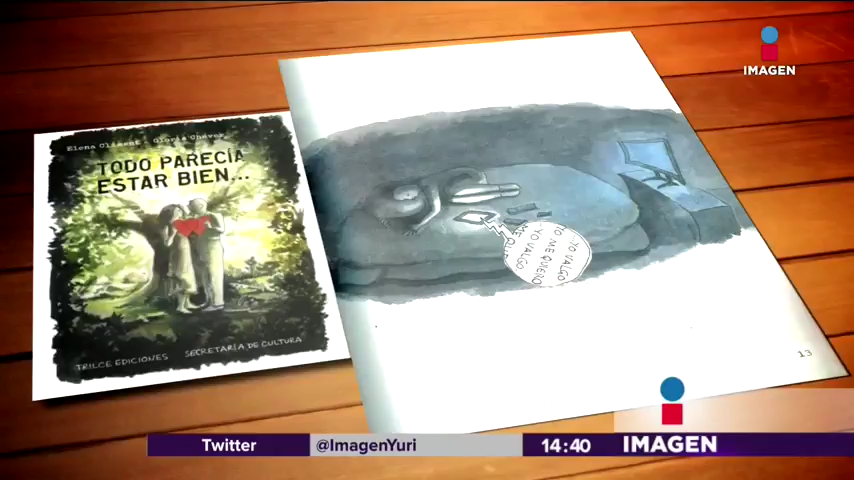 IMAGEN
Elena Climent · Gloria Chávez
TODO PARECÍA
ESTAR BIEN...
TRILCE EDICIONES
SECRETARÍA DE CULTURA
YO VALGO
YO ME QUIERO
YO VALGO
13
Twitter
@ImagenYuri
14:40
IMAGEN